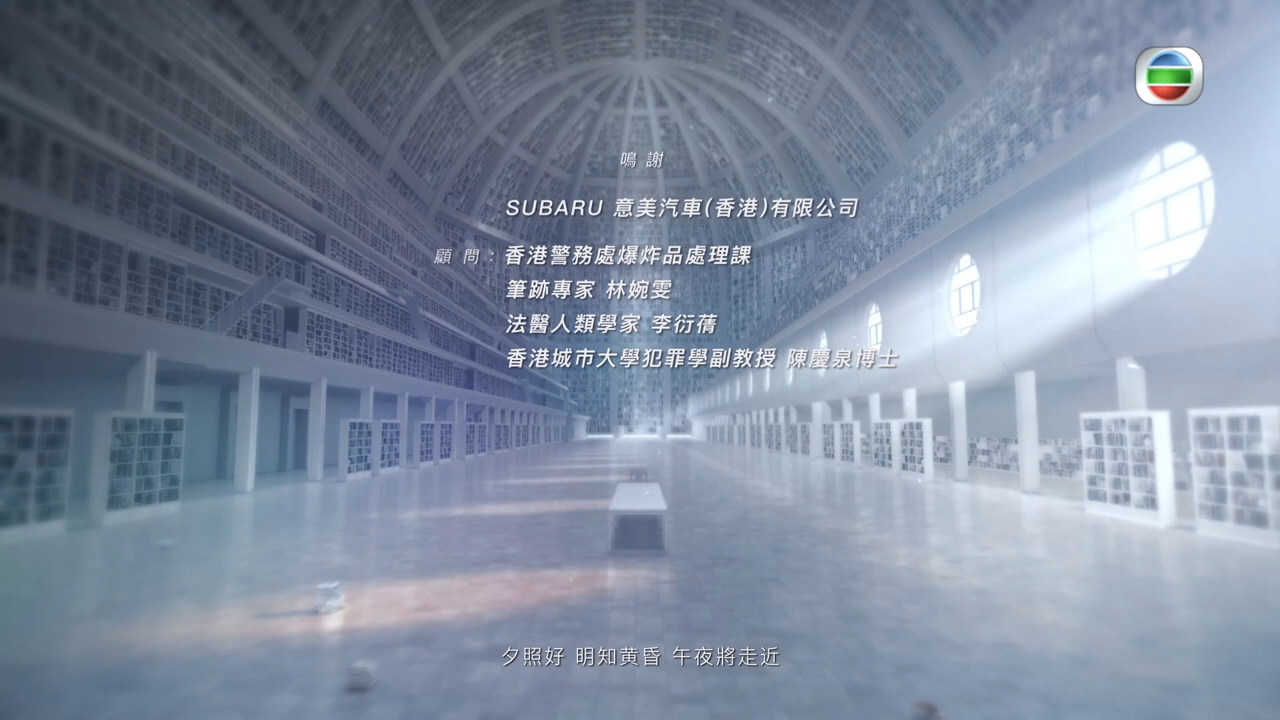 鳴 謝
SUBARU 意美汽車(香港)有限公司
顧 問 : 香港警務處爆炸品處理課
筆跡專家 林婉雯
法醫人類學家 李衍蒨
香港城市大學犯罪學副教授 陳慶泉博士
夕照好 明知黄昏 午夜將走近